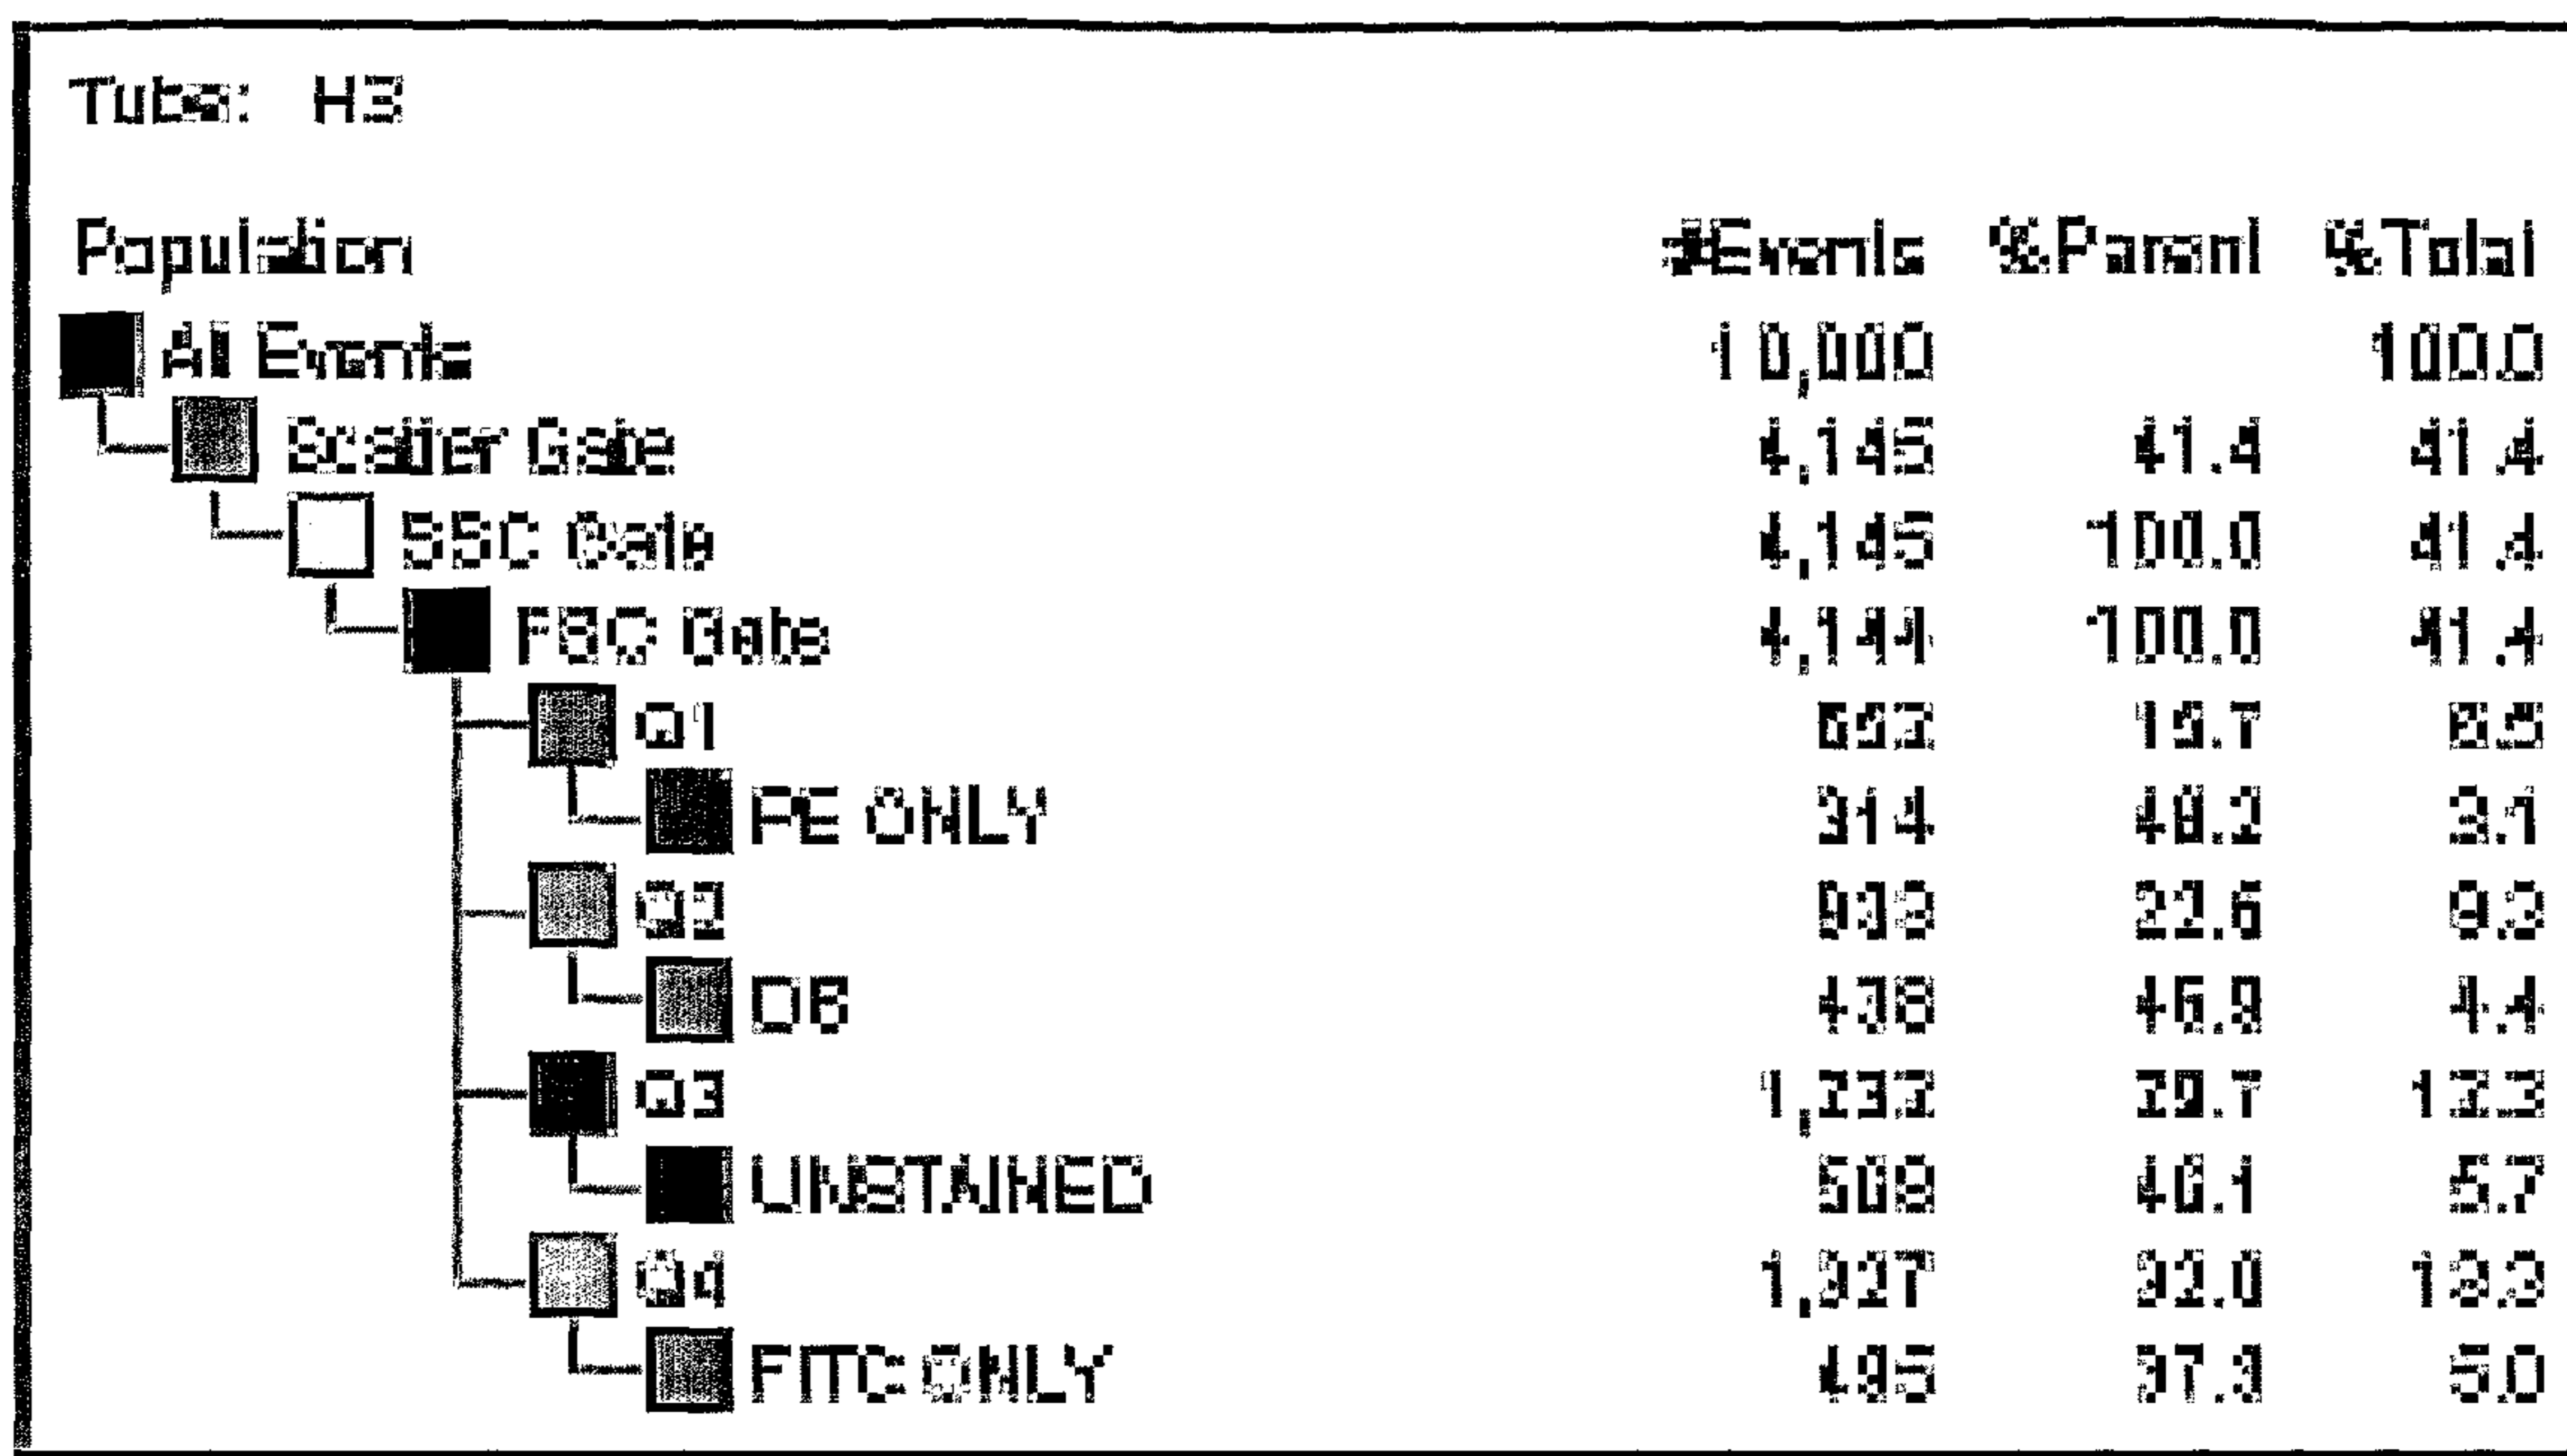 Tube: H3
Population #Events %Parent %Total
All Events 10,000 100.0
Scatter Gate 4,145 41.4 41.4
SSC Gate 4,145 100.0 41.4
FSC Gate 4,144 100.0 41.4
Q1 652 15.7 6.5
PE ONLY 314 48.2 3.1
Q2 933 22.5 9.3
DB 438 46.9 4.4
Q3 1,232 29.7 12.3
UNSTAINED 568 46.1 5.7
Q4 1,327 32.0 13.3
FITC ONLY 495 37.3 5.0